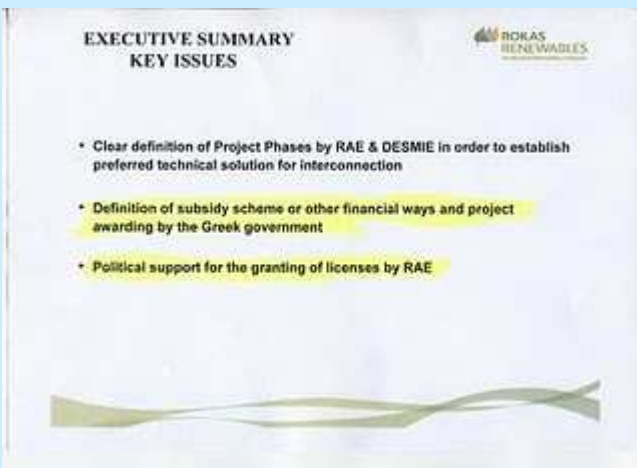 EXECUTIVE SUMMARY
KEY ISSUES
ROKAS
RENEWABLES
• Clear definition of Project Phases by RAE & DESMIE in order to establish
preferred technical solution for interconnection
• Definition of subsidy scheme or other financial ways and project
awarding by the Greek government
• Political support for the granting of licenses by RAE